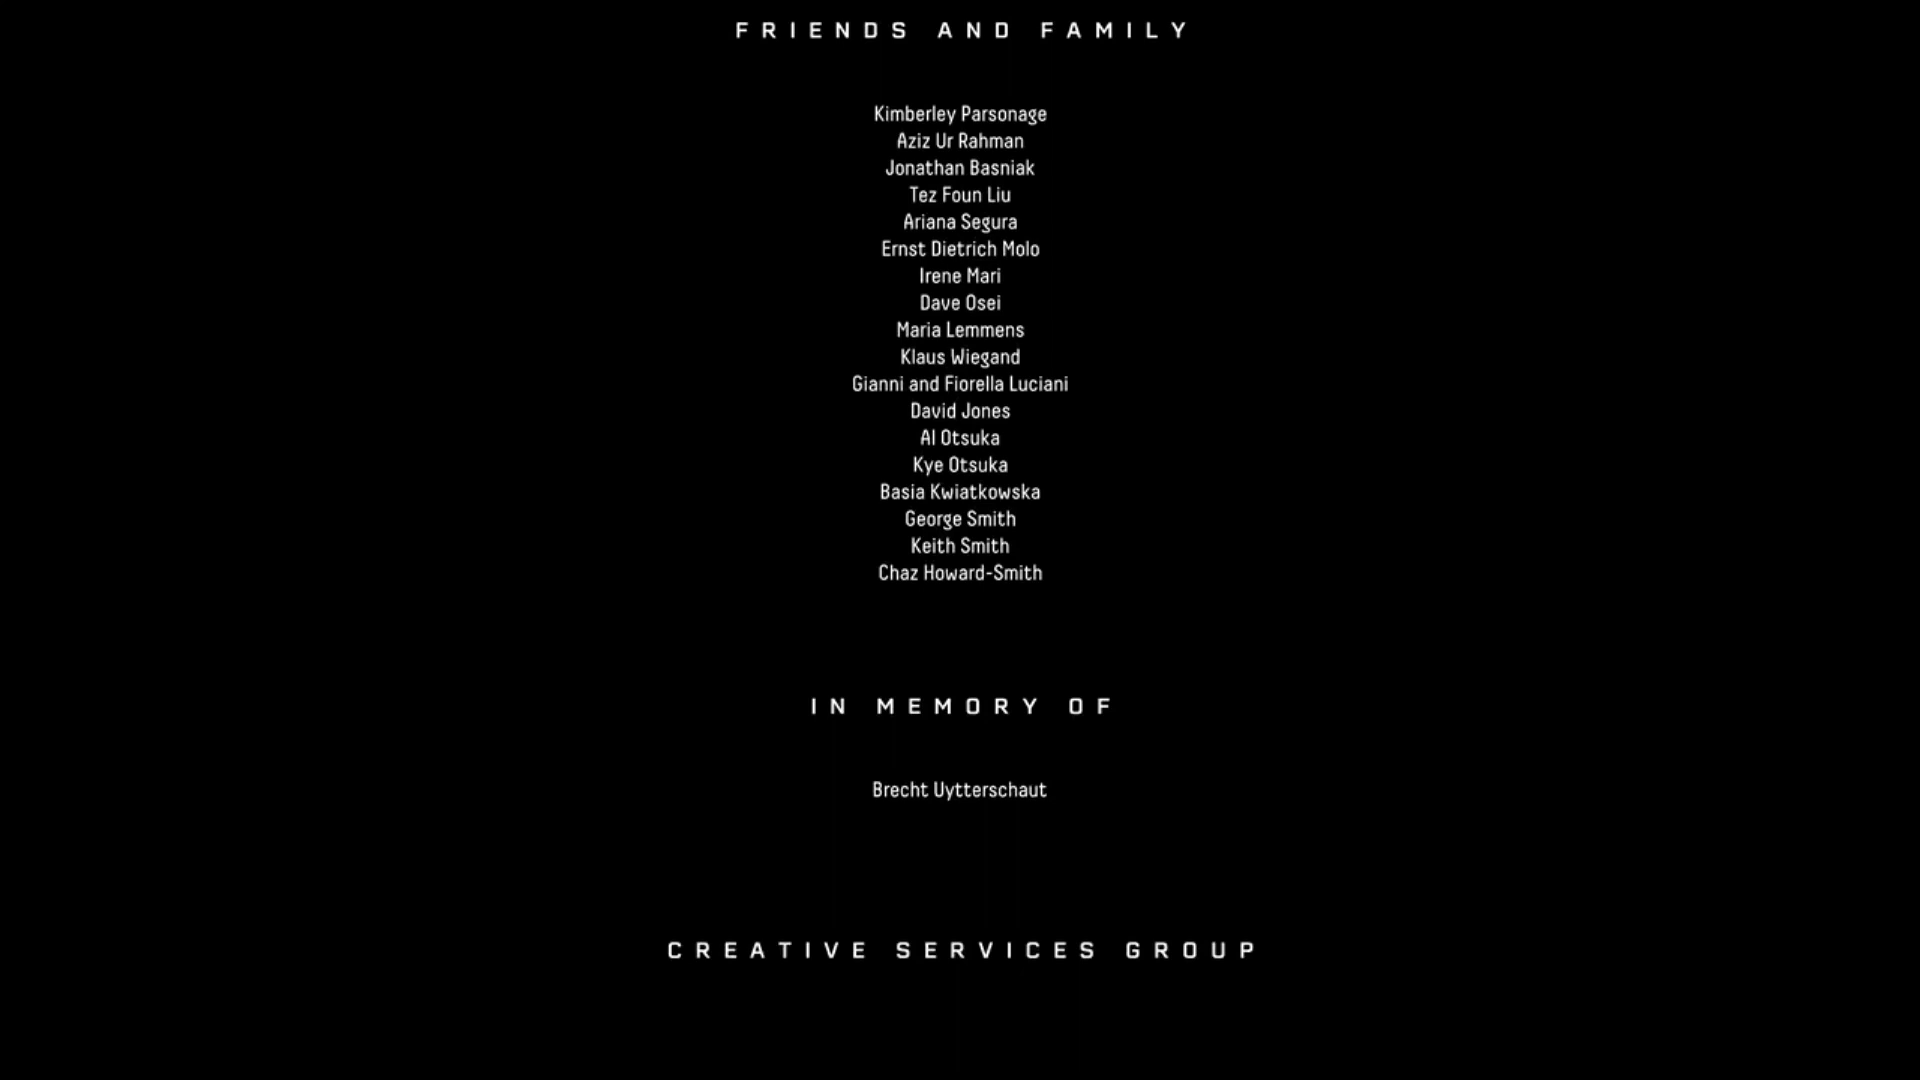 FRIENDS AND FAMILY
Kimberley Parsonage
Aziz Ur Rahman
Jonathan Basniak
Tez Foun Liu
Ariana Segura
Ernst Dietrich Molo
Irene Mari
Dave Osei
Maria Lemmens
Klaus Wiegand
Gianni and Fiorella Luciani
David Jones
Al Otsuka
Kye Otsuka
Basia Kwiatkowska
George Smith
Keith Smith
Chaz Howard-Smith
IN MEMORY OF
Brecht Uytterschaut
CREATIVE SERVICES GROUP